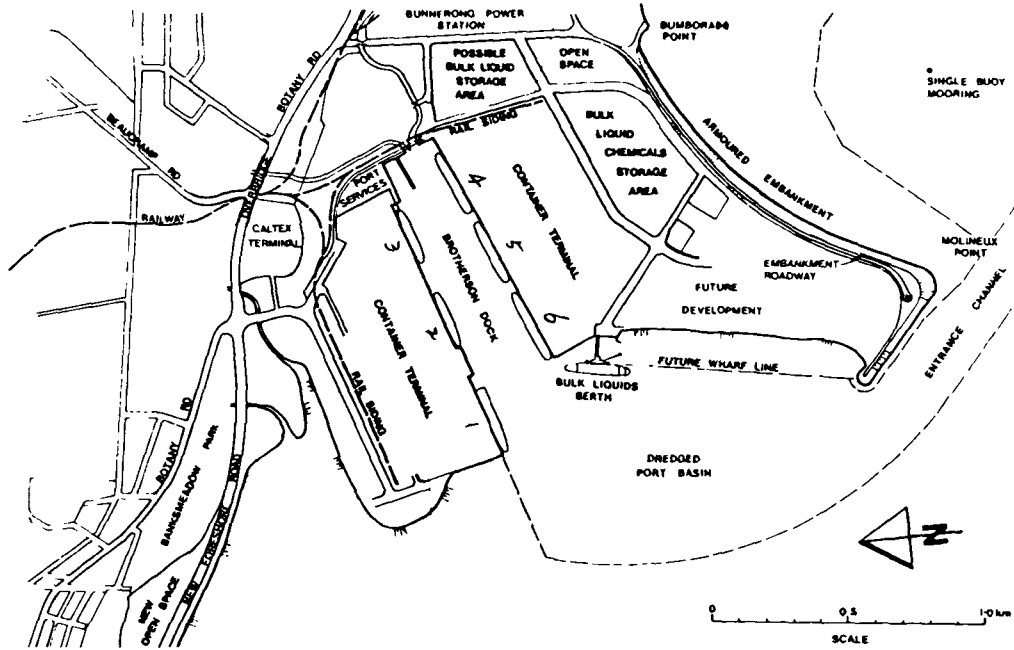 BUNNERONG POWER
STATION
BUMBORAH
POINT
POSSIBLE
BULK LIQUID
STORAGE
AREA
OPEN
SPACE
SINGLE BUOY
MOORING
BOTANY RD
BEAUCHAMP RD
RAIL SIDING
BULK
LIQUID
CHEMICALS
STORAGE
AREA
ARMOURED EMBANKMENT
OVERBRIDGE
PORT
SERVICES
4
CONTAINER TERMINAL
RAILWAY
CALTEX
TERMINAL
3
BROTHERSON DOCK
5
MOLINEUX
POINT
EMBANKMENT
ROADWAY
FUTURE
DEVELOPMENT
ENTRANCE CHANNEL
CONTAINER TERMINAL
2
6
RAIL SIDING
FUTURE WHARF LINE
BULK LIQUIDS
BERTH
1
BOTANY RD
BANKSMEADOW PARK
DREDGED
PORT BASIN
NEW FORESHORE ROAD
NEW
OPEN SPACE
N
0 0.5 1.0 km
SCALE